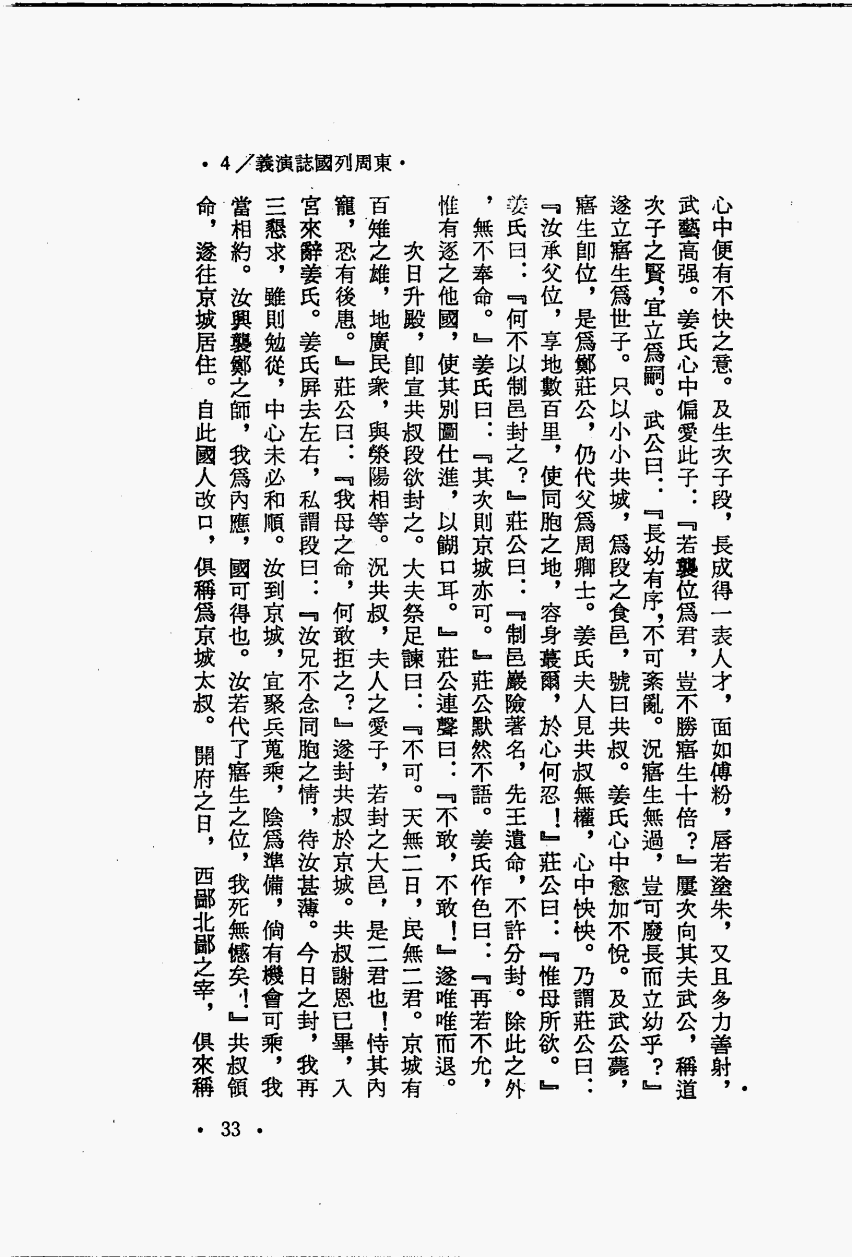 ·東周列國誌演義／4·
心中便有不快之意。及生次子段，長成得一表人才，面如傅粉，唇若塗朱，又且多力善射，
武藝高强。姜氏心中偏愛此子：『若襲位爲君，豈不勝寤生十倍？』屢次向其夫武公，稱道
次子之賢，宜立爲嗣。武公曰：『長幼有序，不可紊亂。況寤生無過，豈可廢長而立幼乎？』
遂立寤生爲世子。只以小小共城，爲段之食邑，號曰共叔。姜氏心中愈加不悅。及武公薨，
寤生卽位，是爲鄭莊公，仍代父爲周卿士。姜氏夫人見共叔無權，心中怏怏。乃謂莊公曰：
『汝承父位，享地數百里，使同胞之地，容身蕞爾，於心何忍！』莊公曰：『惟母所欲。』
姜氏曰：『何不以制邑封之？』莊公曰：『制邑巖險著名，先王遺命，不許分封。除此之外
，無不奉命。』姜氏曰：『其次則京城亦可。』莊公默然不語。姜氏作色曰：『再若不允，
惟有逐之他國，使其別圖仕進，以餬口耳。』莊公連聲曰：『不敢，不敢！』遂唯唯而退。
次日升殿，卽宣共叔段欲封之。大夫祭足諫曰：『不可。天無二日，民無二君。京城有
百雉之雄，地廣民衆，與滎陽相等。況共叔，夫人之愛子，若封之大邑，是二君也！恃其內
寵，恐有後患。』莊公曰：『我母之命，何敢拒之？』遂封共叔於京城。共叔謝恩已畢，入
宮來辭姜氏。姜氏屏去左右，私謂段曰：『汝兄不念同胞之情，待汝甚薄。今日之封，我再
三懇求，雖則勉從，中心未必和順。汝到京城，宜聚兵蒐乘，陰爲準備，倘有機會可乘，我
當相約。汝興襲鄭之師，我爲內應，國可得也。汝若代了寤生之位，我死無憾矣！』共叔領
命，遂往京城居住。自此國人改口，俱稱爲京城太叔。 開府之日，西鄙北鄙之宰，俱來稱
·33·